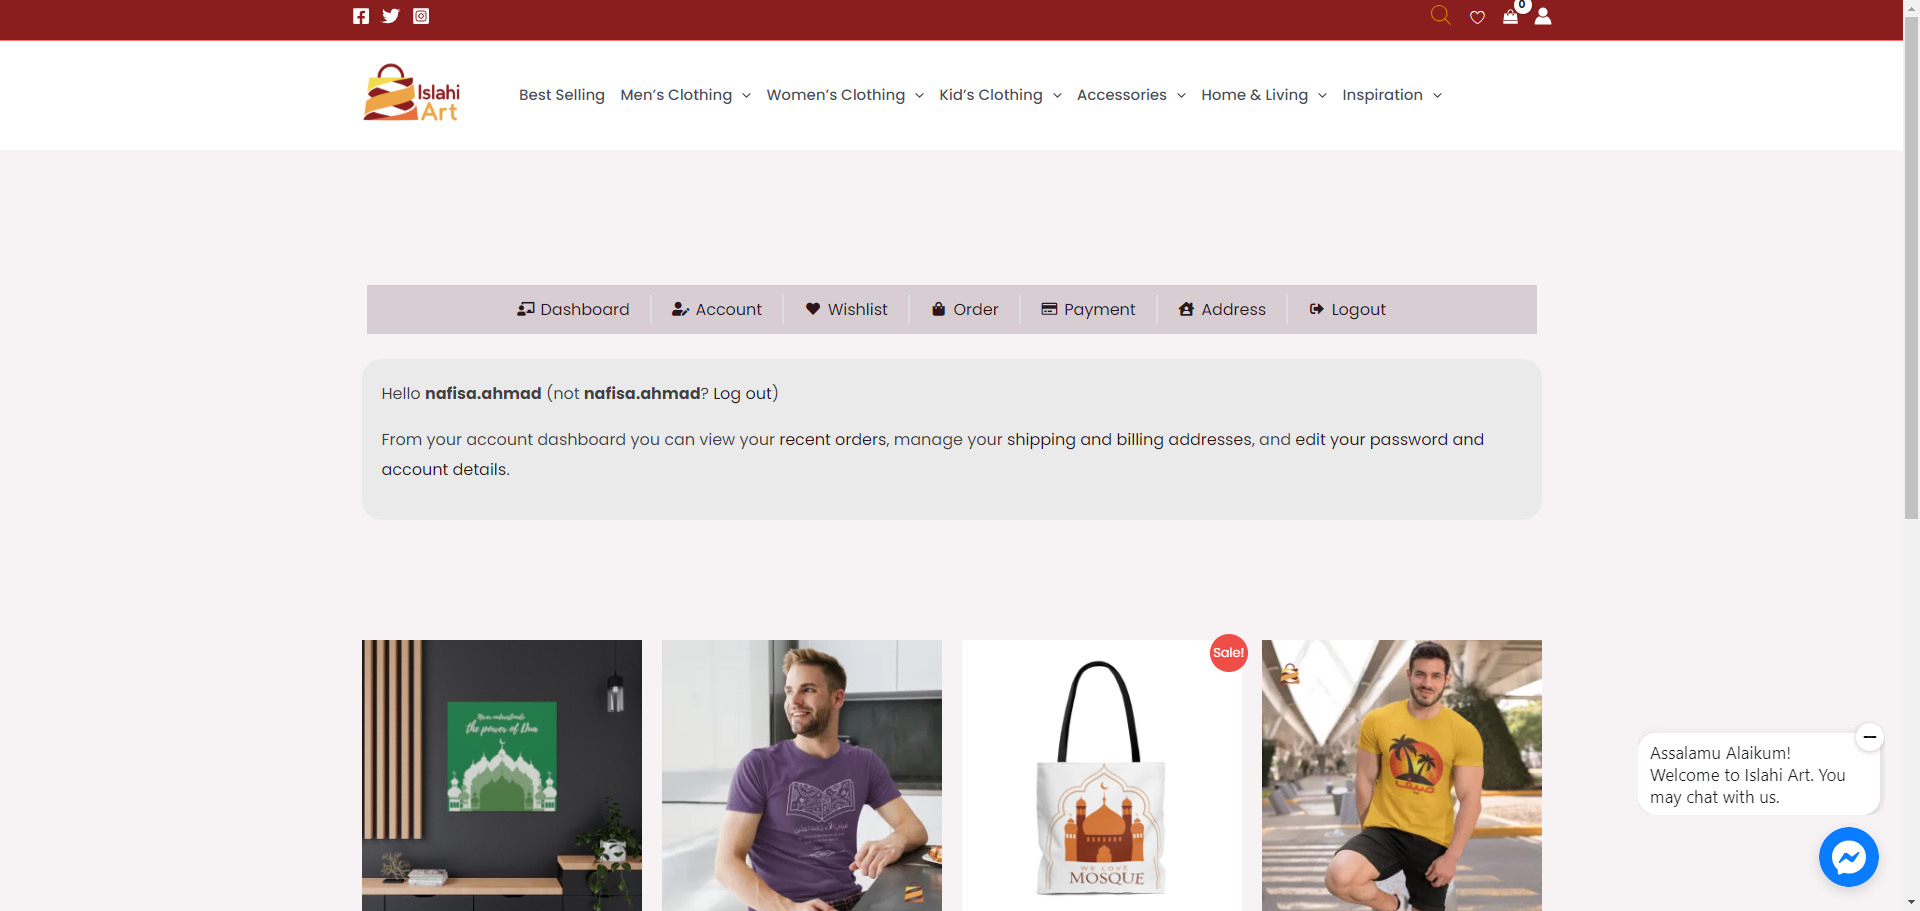 0
Islahi
Art
Best Selling
Men’s Clothing
Women’s Clothing
Kid’s Clothing
Accessories
Home & Living
Inspiration
Dashboard
Account
Wishlist
Order
Payment
Address
Logout
Hello nafisa.ahmad (not nafisa.ahmad? Log out)
From your account dashboard you can view your recent orders, manage your shipping and billing addresses, and edit your password and
account details.
Never underestimate
the power of Dua
Sale!
WE LOVE
MOSQUE
صيف
Assalamu Alaikum!
Welcome to Islahi Art. You
may chat with us.